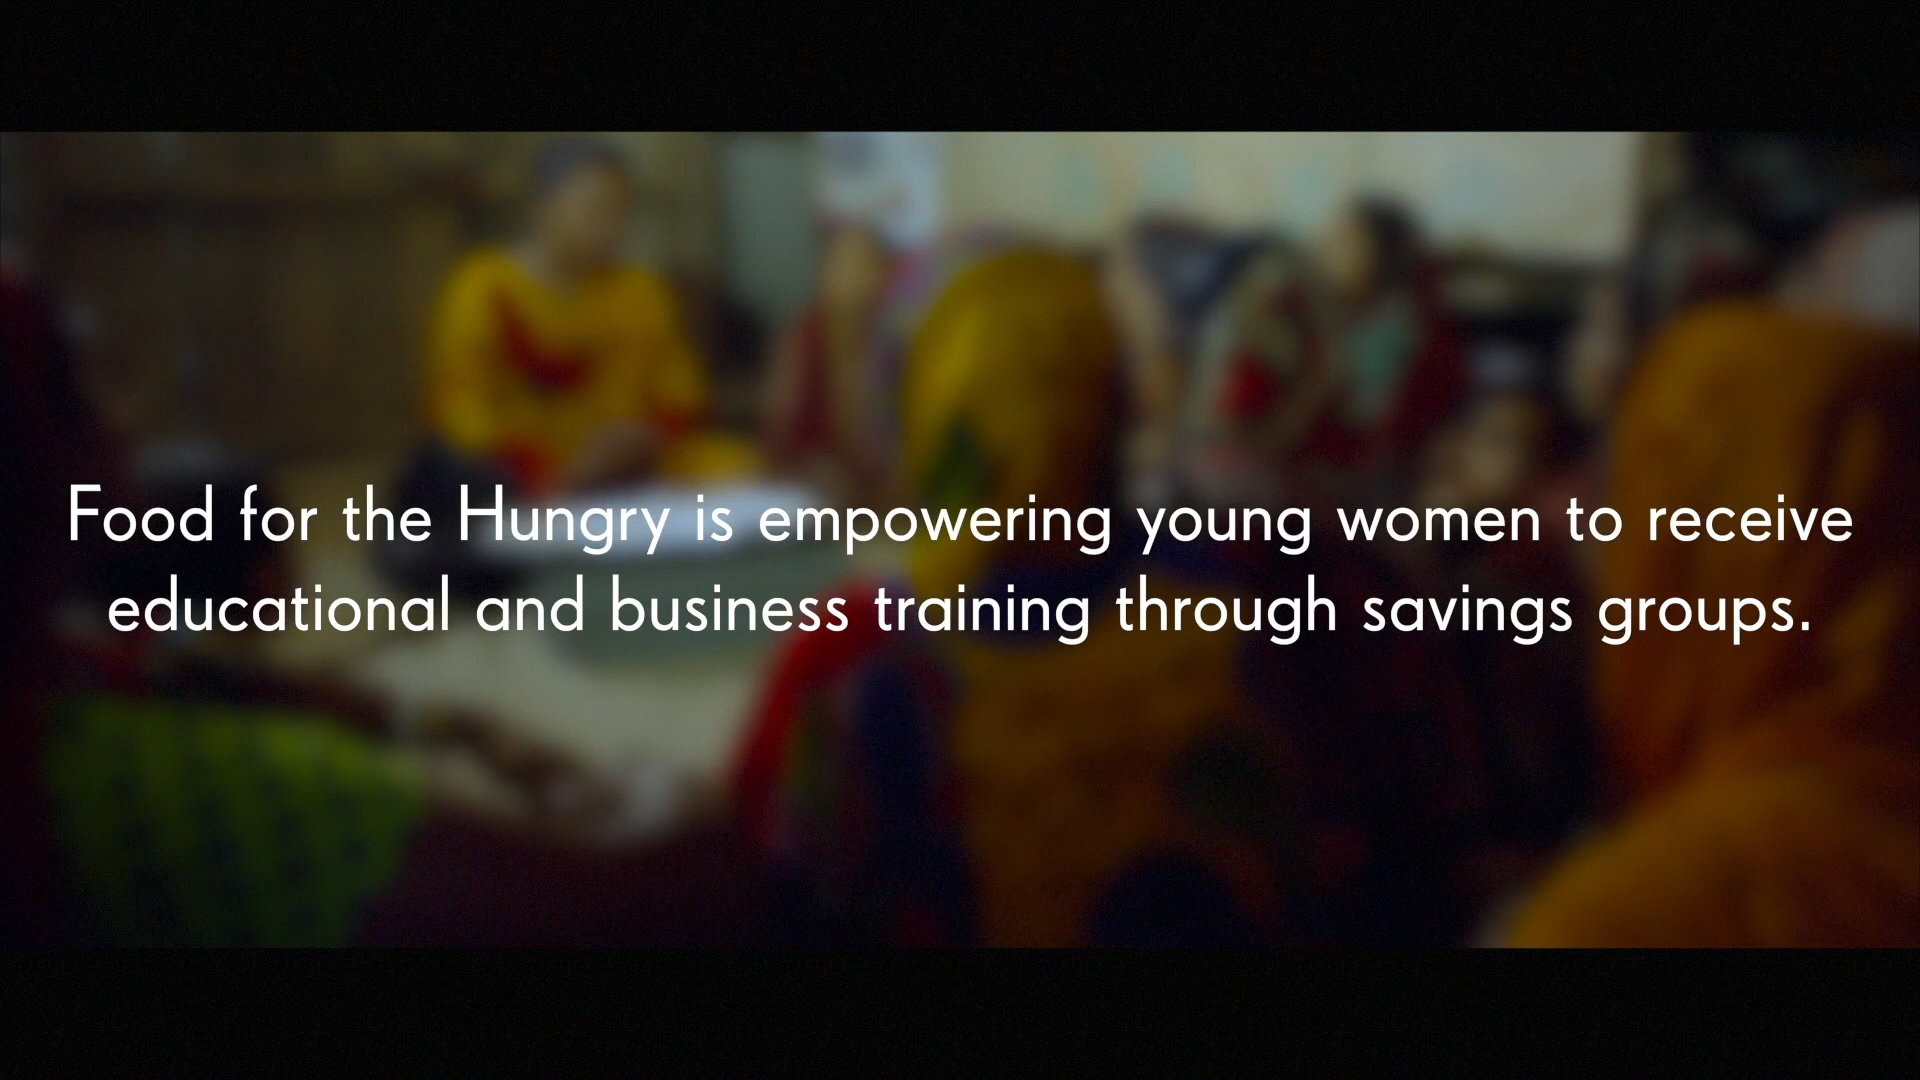 Food for the Hungry is empowering young women to receive
educational and business training through savings groups.